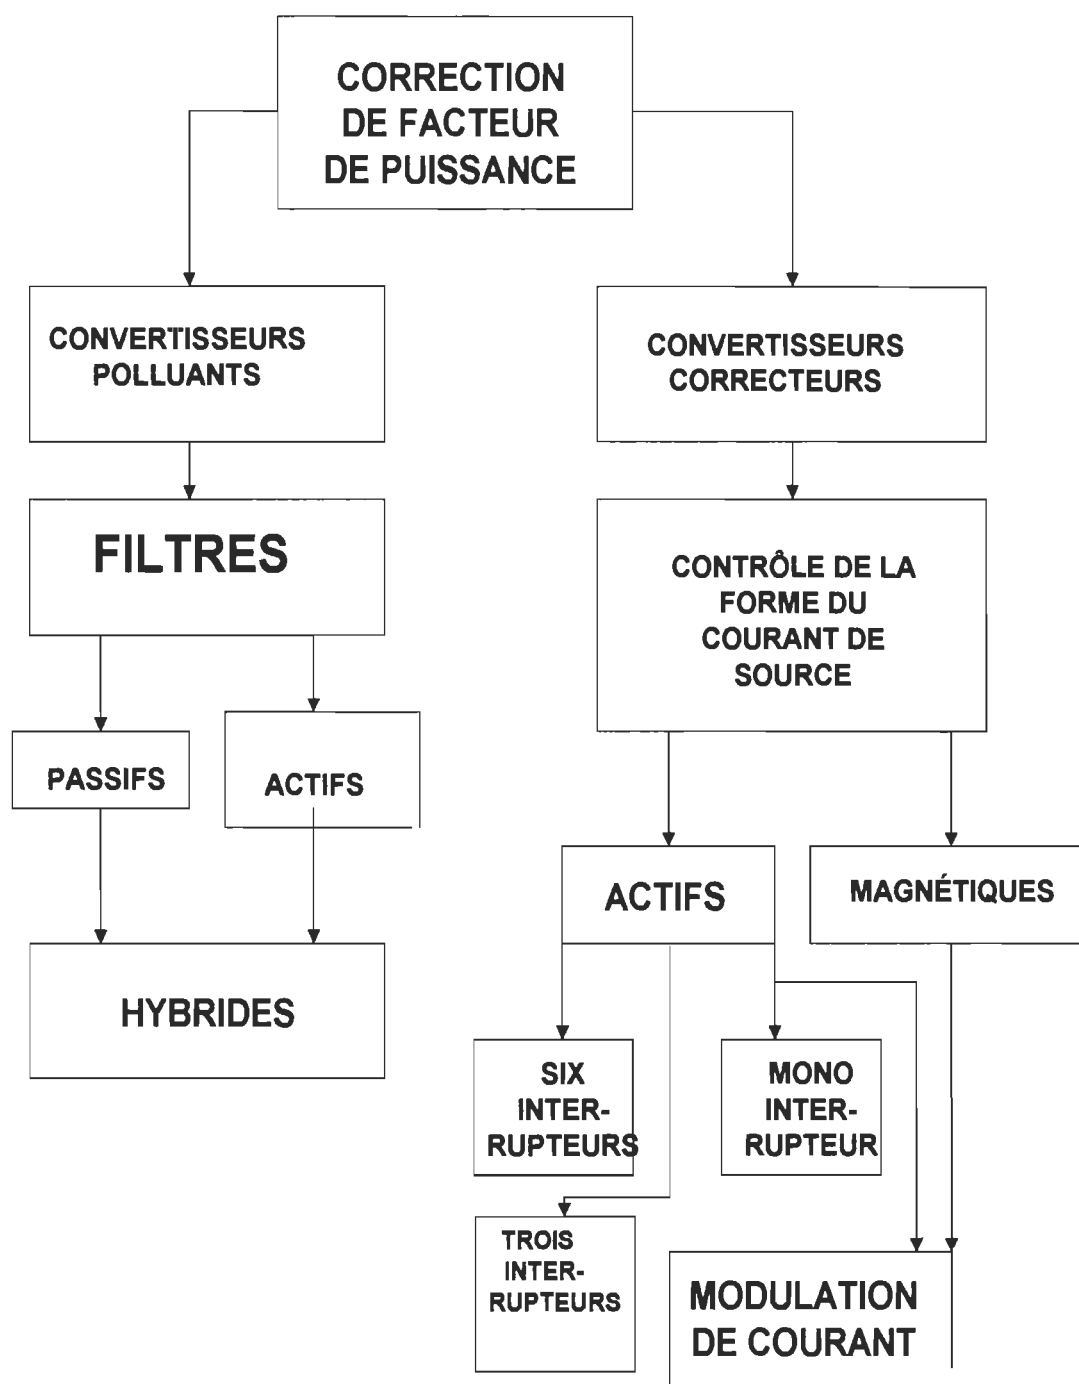 CORRECTION
DE FACTEUR
DE PUISSANCE
CONVERTISSEURS
POLLUANTS
CONVERTISSEURS
CORRECTEURS
FILTRES
CONTRÔLE DE LA
FORME DU
COURANT DE
SOURCE
PASSIFS
ACTIFS
ACTIFS
MAGNÉTIQUES
HYBRIDES
SIX
INTER-
RUPTEURS
MONO
INTER-
RUPTEUR
TROIS
INTER-
RUPTEURS
MODULATION
DE COURANT